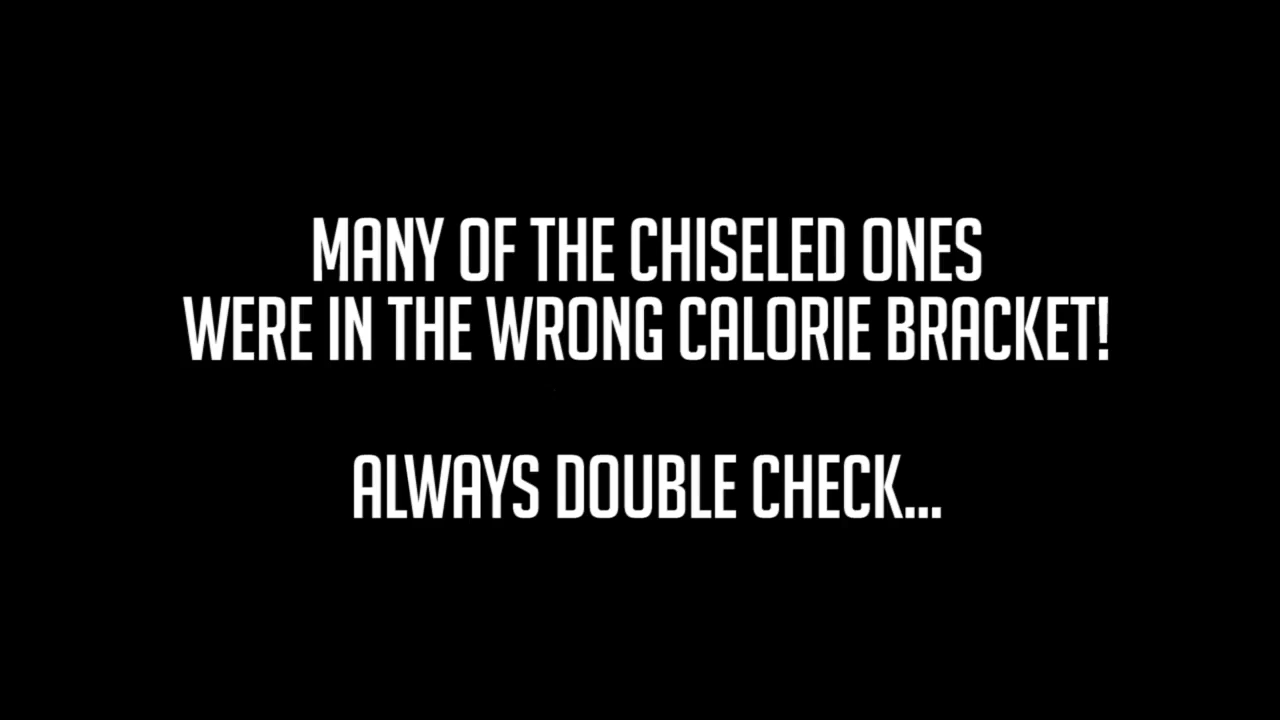 MANY OF THE CHISELED ONES
WERE IN THE WRONG CALORIE BRACKET!
ALWAYS DOUBLE CHECK...